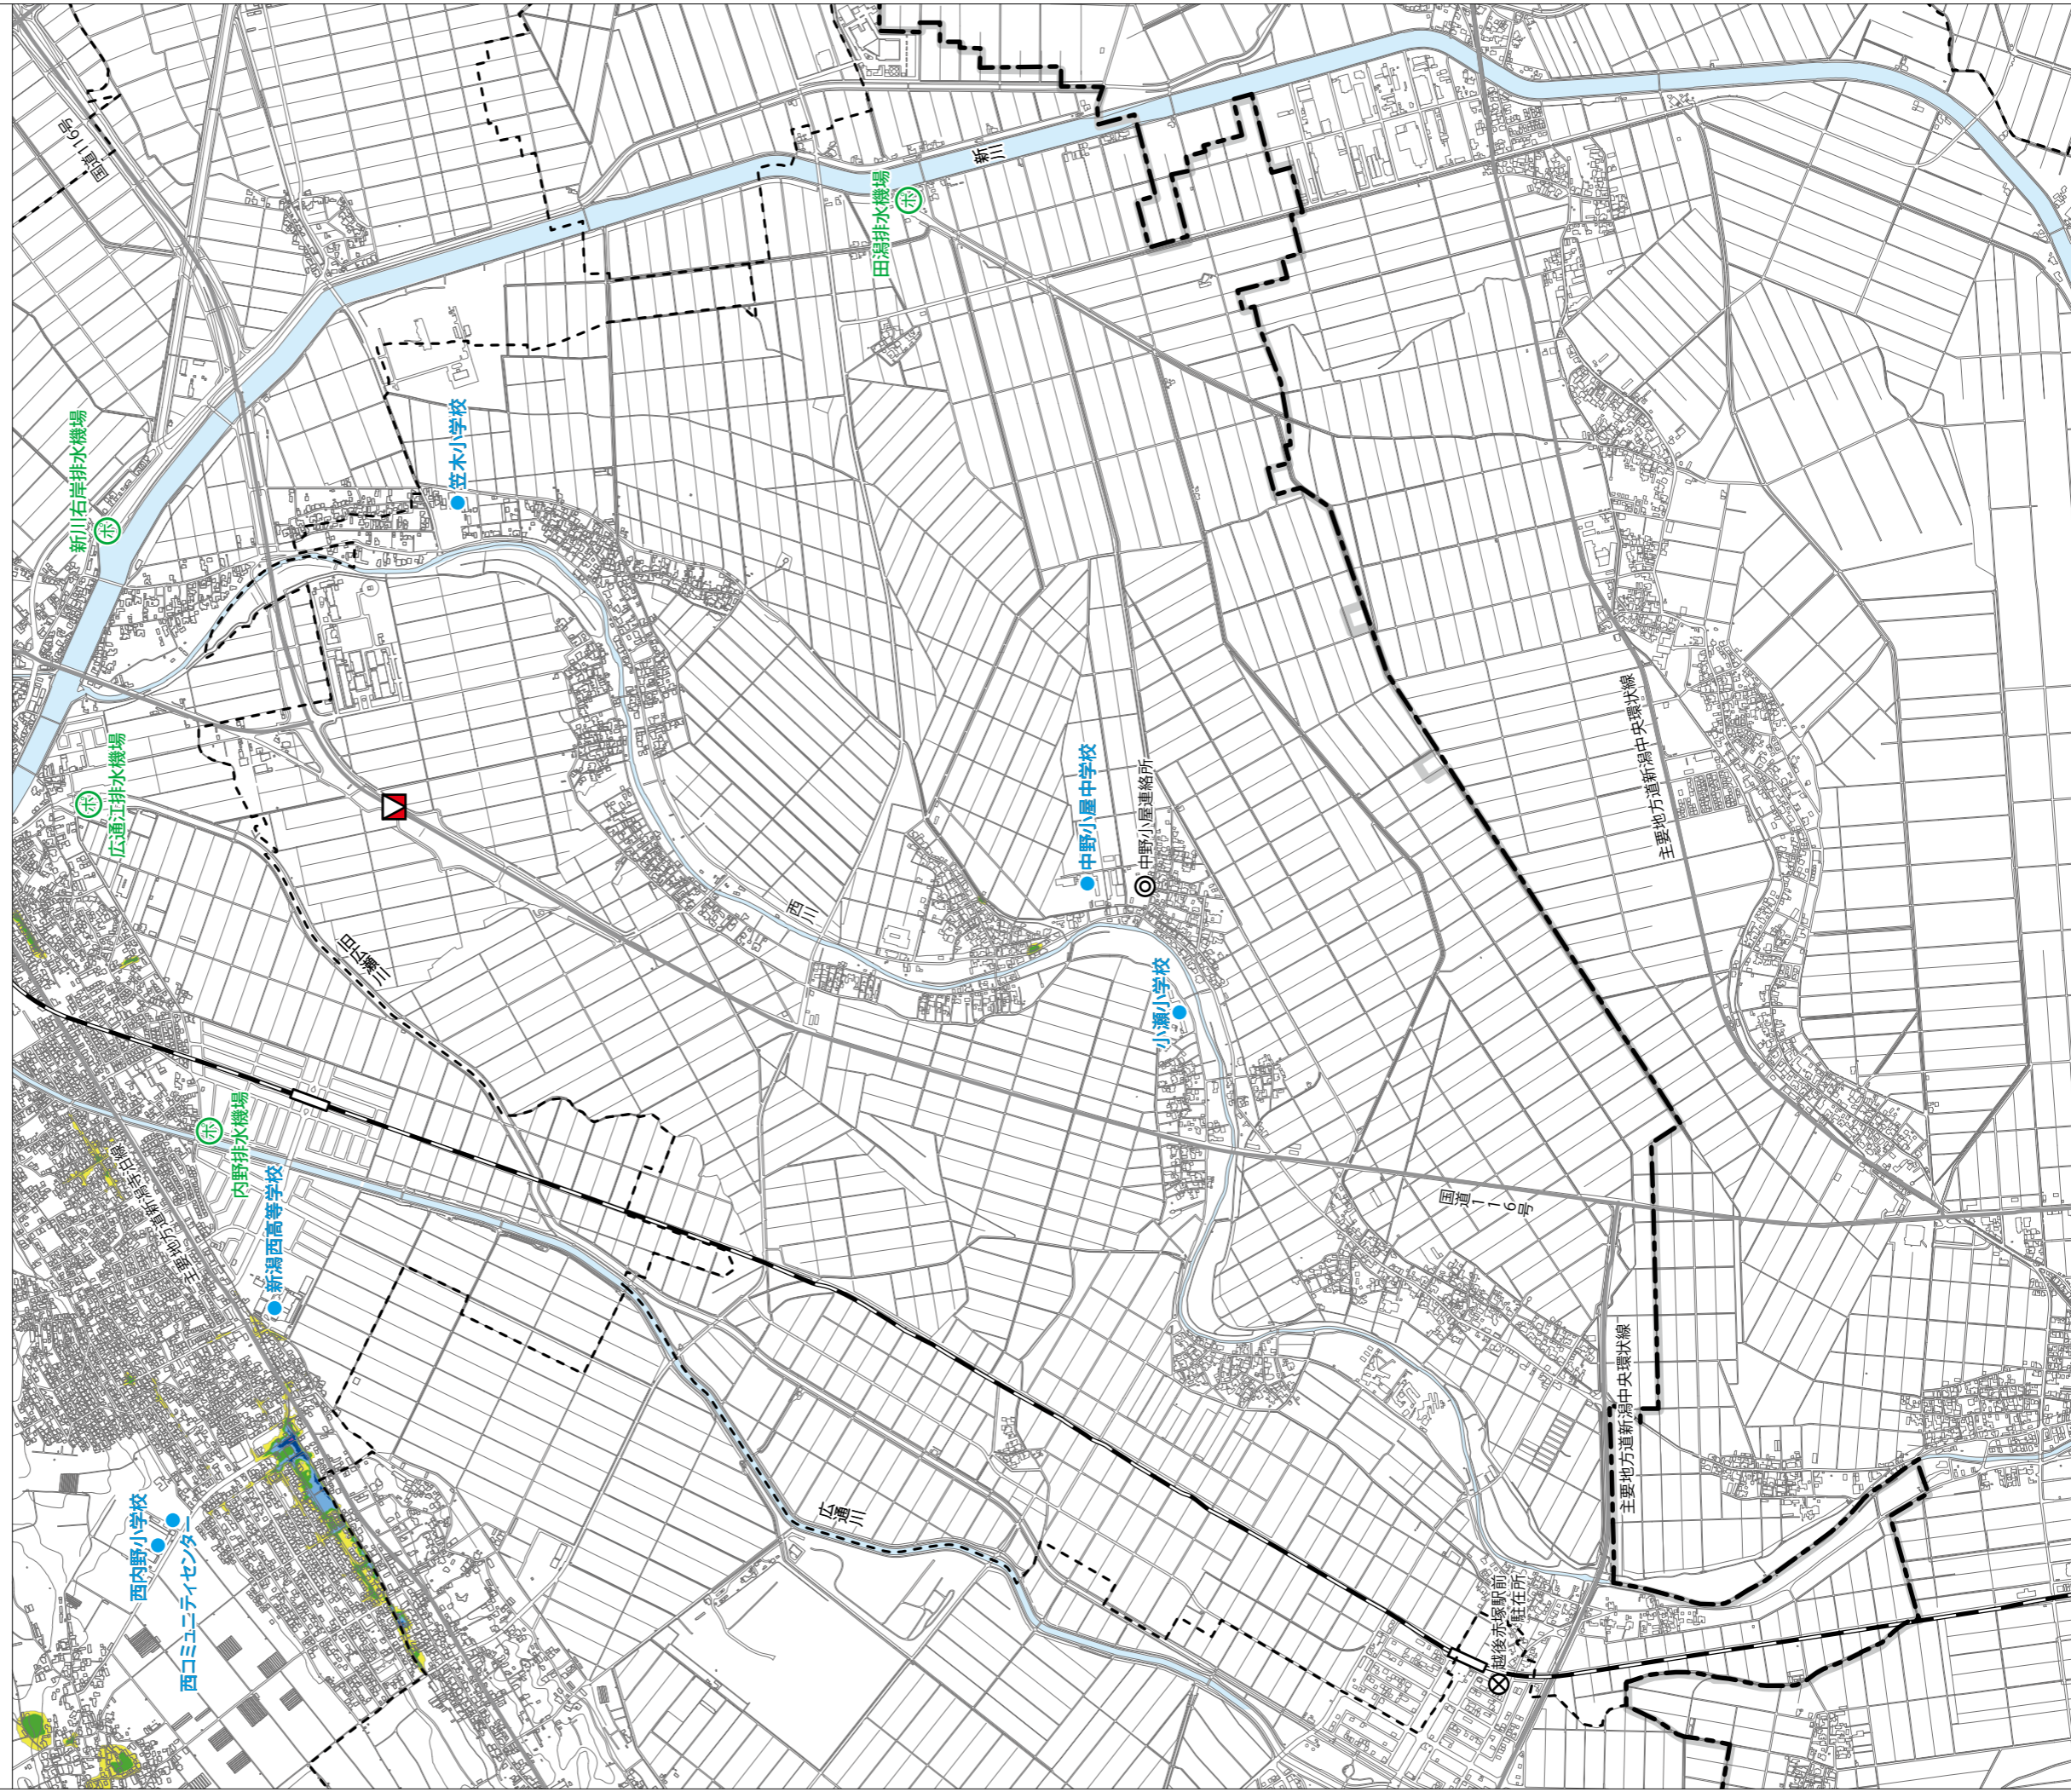 国道116号
新川右岸排水機場
ポ
笠木小学校
田潟排水機場
ポ
新川
広通江排水機場
ポ
旧広瀬川
西川
中野小屋中学校
中野小屋連絡所
小瀬小学校
主要地方道新潟中央環状線
内野排水機場
ポ
主要地方道新潟寺泊線
新潟西高等学校
国道116号
主要地方道新潟中央環状線
西内野小学校
西コミュニティセンター
広通川
越後赤塚駅前
駐在所